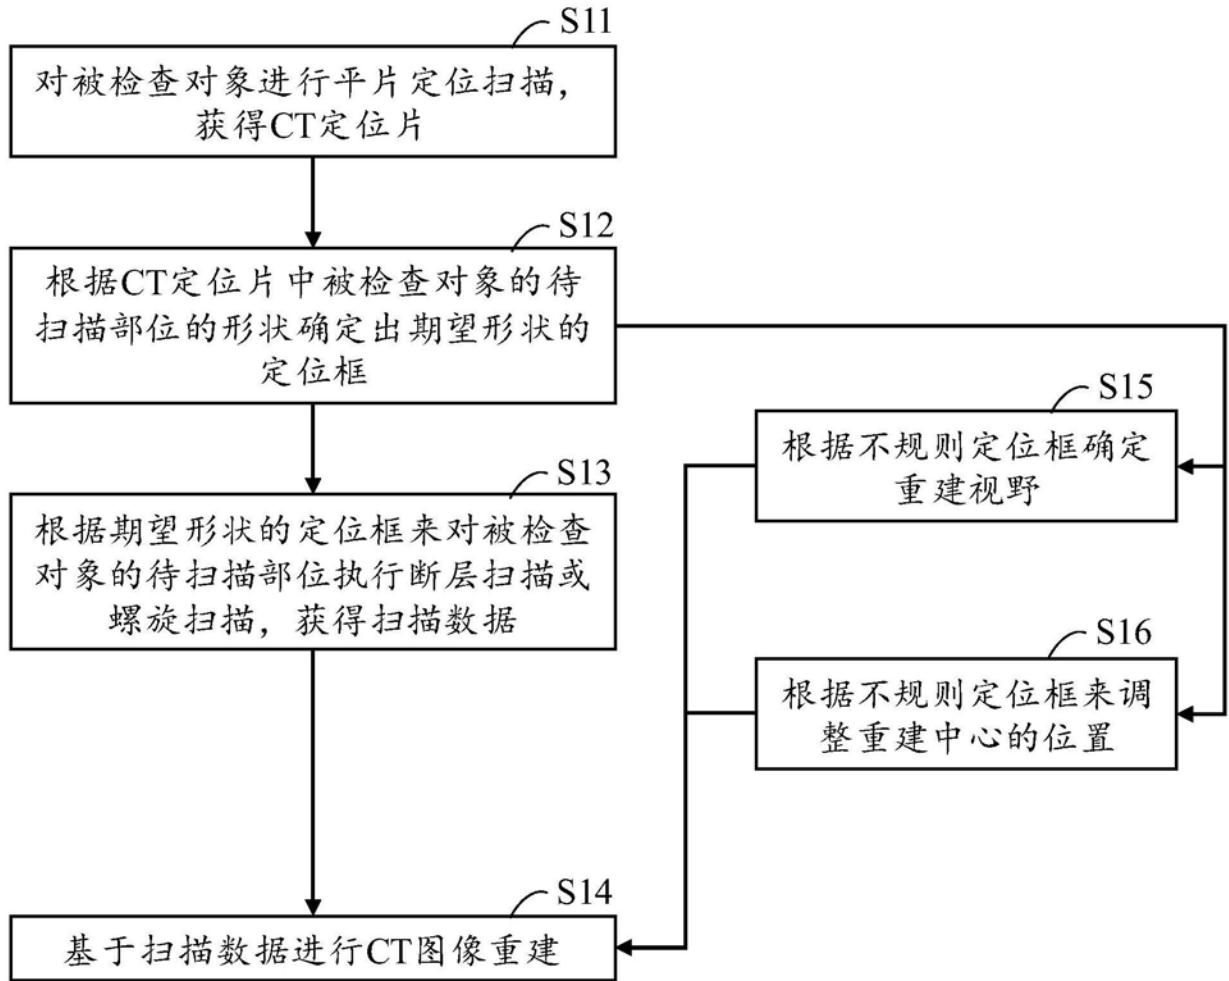 S11
对被检查对象进行平片定位扫描，
获得CT定位片
S12
根据CT定位片中被检查对象的待
扫描部位的形状确定出期望形状的
定位框
S13
根据期望形状的定位框来对被检查
对象的待扫描部位执行断层扫描或
螺旋扫描，获得扫描数据
S15
根据不规则定位框确定
重建视野
S16
根据不规则定位框来调
整重建中心的位置
S14
基于扫描数据进行CT图像重建